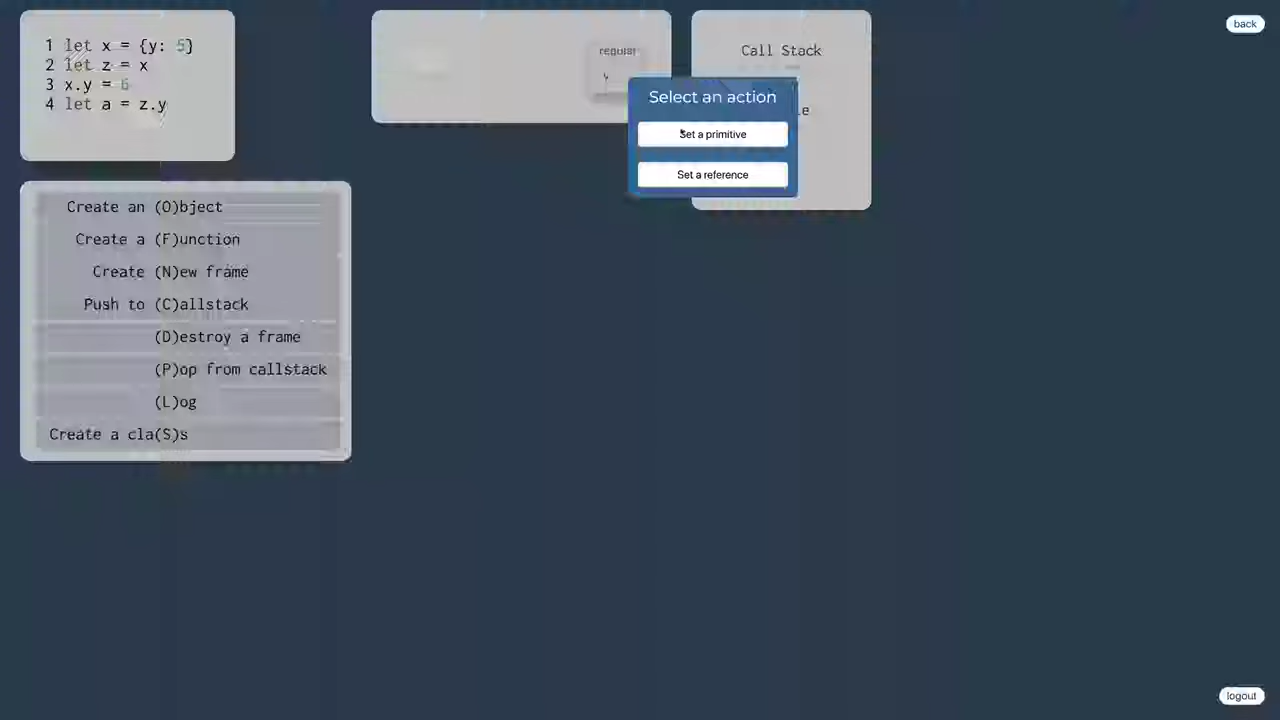 1 let x = {y: 5}
2 let z = x
3 x.y = 6
4 let a = z.y
regular
y
Call Stack
le
Select an action
Set a primitive
Set a reference
back
Create an (O)bject
Create a (F)unction
Create (N)ew frame
Push to (C)allstack
(D)estroy a frame
(P)op from callstack
(L)og
Create a cla(S)s
logout